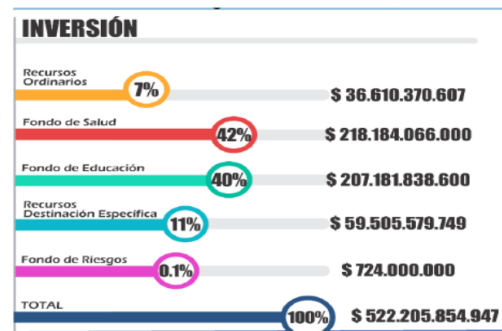 INVERSIÓN
Recursos
Ordinarios
7%
$ 36.610.370.607
Fondo de Salud
42%
$ 218.184.066.000
Fondo de Educación
40%
$ 207.181.838.600
Recursos
Destinación Específica
11%
$ 59.505.579.749
Fondo de Riesgos
0.1%
$ 724.000.000
TOTAL
100%
$ 522.205.854.947